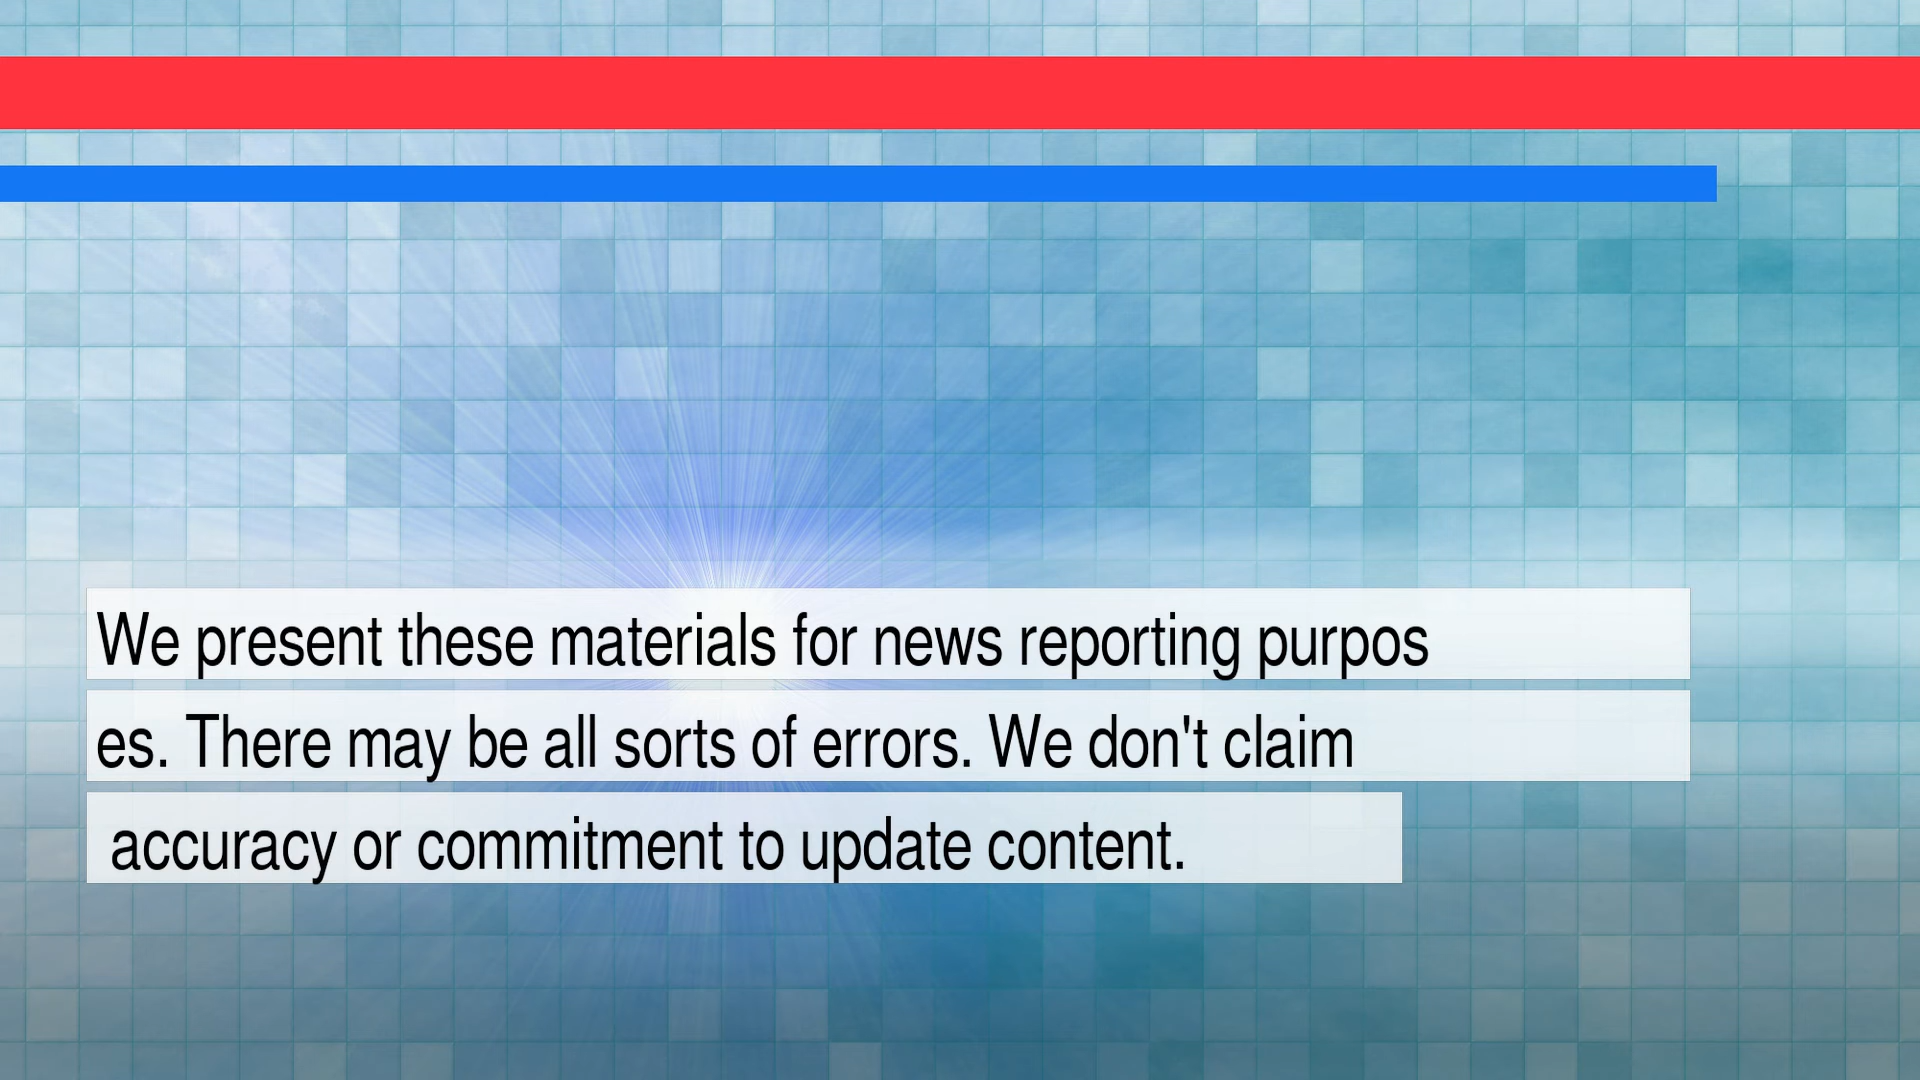 We present these materials for news reporting purpos
es. There may be all sorts of errors. We don't claim
accuracy or commitment to update content.